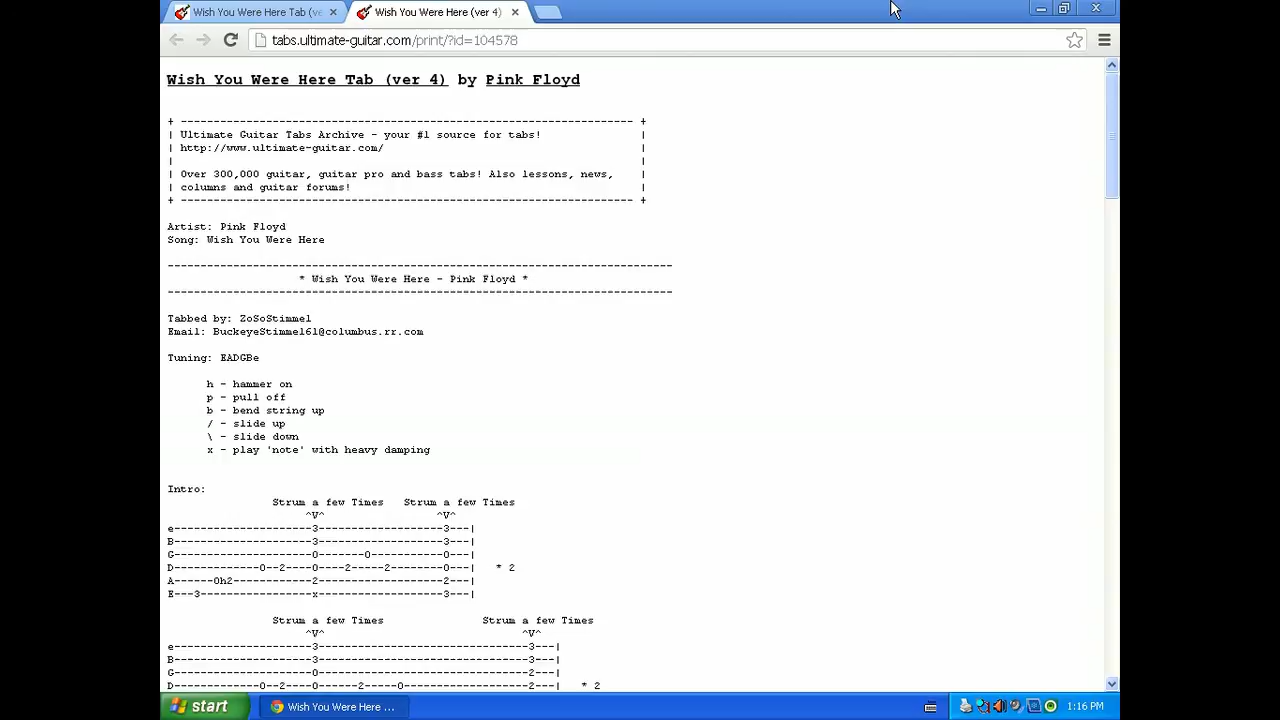 Wish You Were Here Tab (ve
Wish You Were Here (ver 4)
tabs.ultimate-guitar.com/print/?id=104578
Wish You Were Here Tab (ver 4) by Pink Floyd
+ --------------------------------------------------------------------- +
| Ultimate Guitar Tabs Archive - your #1 source for tabs! |
| http://www.ultimate-guitar.com/ |
| |
| Over 300,000 guitar, guitar pro and bass tabs! Also lessons, news, |
| columns and guitar forums! |
+ --------------------------------------------------------------------- +
Artist: Pink Floyd
Song: Wish You Were Here
-----------------------------------------------------------------------------
* Wish You Were Here - Pink Floyd *
-----------------------------------------------------------------------------
Tabbed by: ZoSoStimmel
Email: BuckeyeStimmel61@columbus.rr.com
Tuning: EADGBe
h - hammer on
p - pull off
b - bend string up
/ - slide up
\ - slide down
x - play 'note' with heavy damping
Intro:
Strum a few Times   Strum a few Times
^V^                 ^V^
e---------------------3-------------------3---|
B---------------------3-------------------3---|
G---------------------0-------0-----------0---|
D-------------0--2----0----2-----2--------0---|   * 2
A------0h2------------2-------------------2---|
E---3-----------------x-------------------3---|
Strum a few Times               Strum a few Times
^V^                              ^V^
e---------------------3--------------------------------3---|
B---------------------3--------------------------------3---|
G---------------------0--------------------------------2---|
D-------------0--2----0------2-----0-------------------2---|   * 2
start
Wish You Were Here ...
1:16 PM